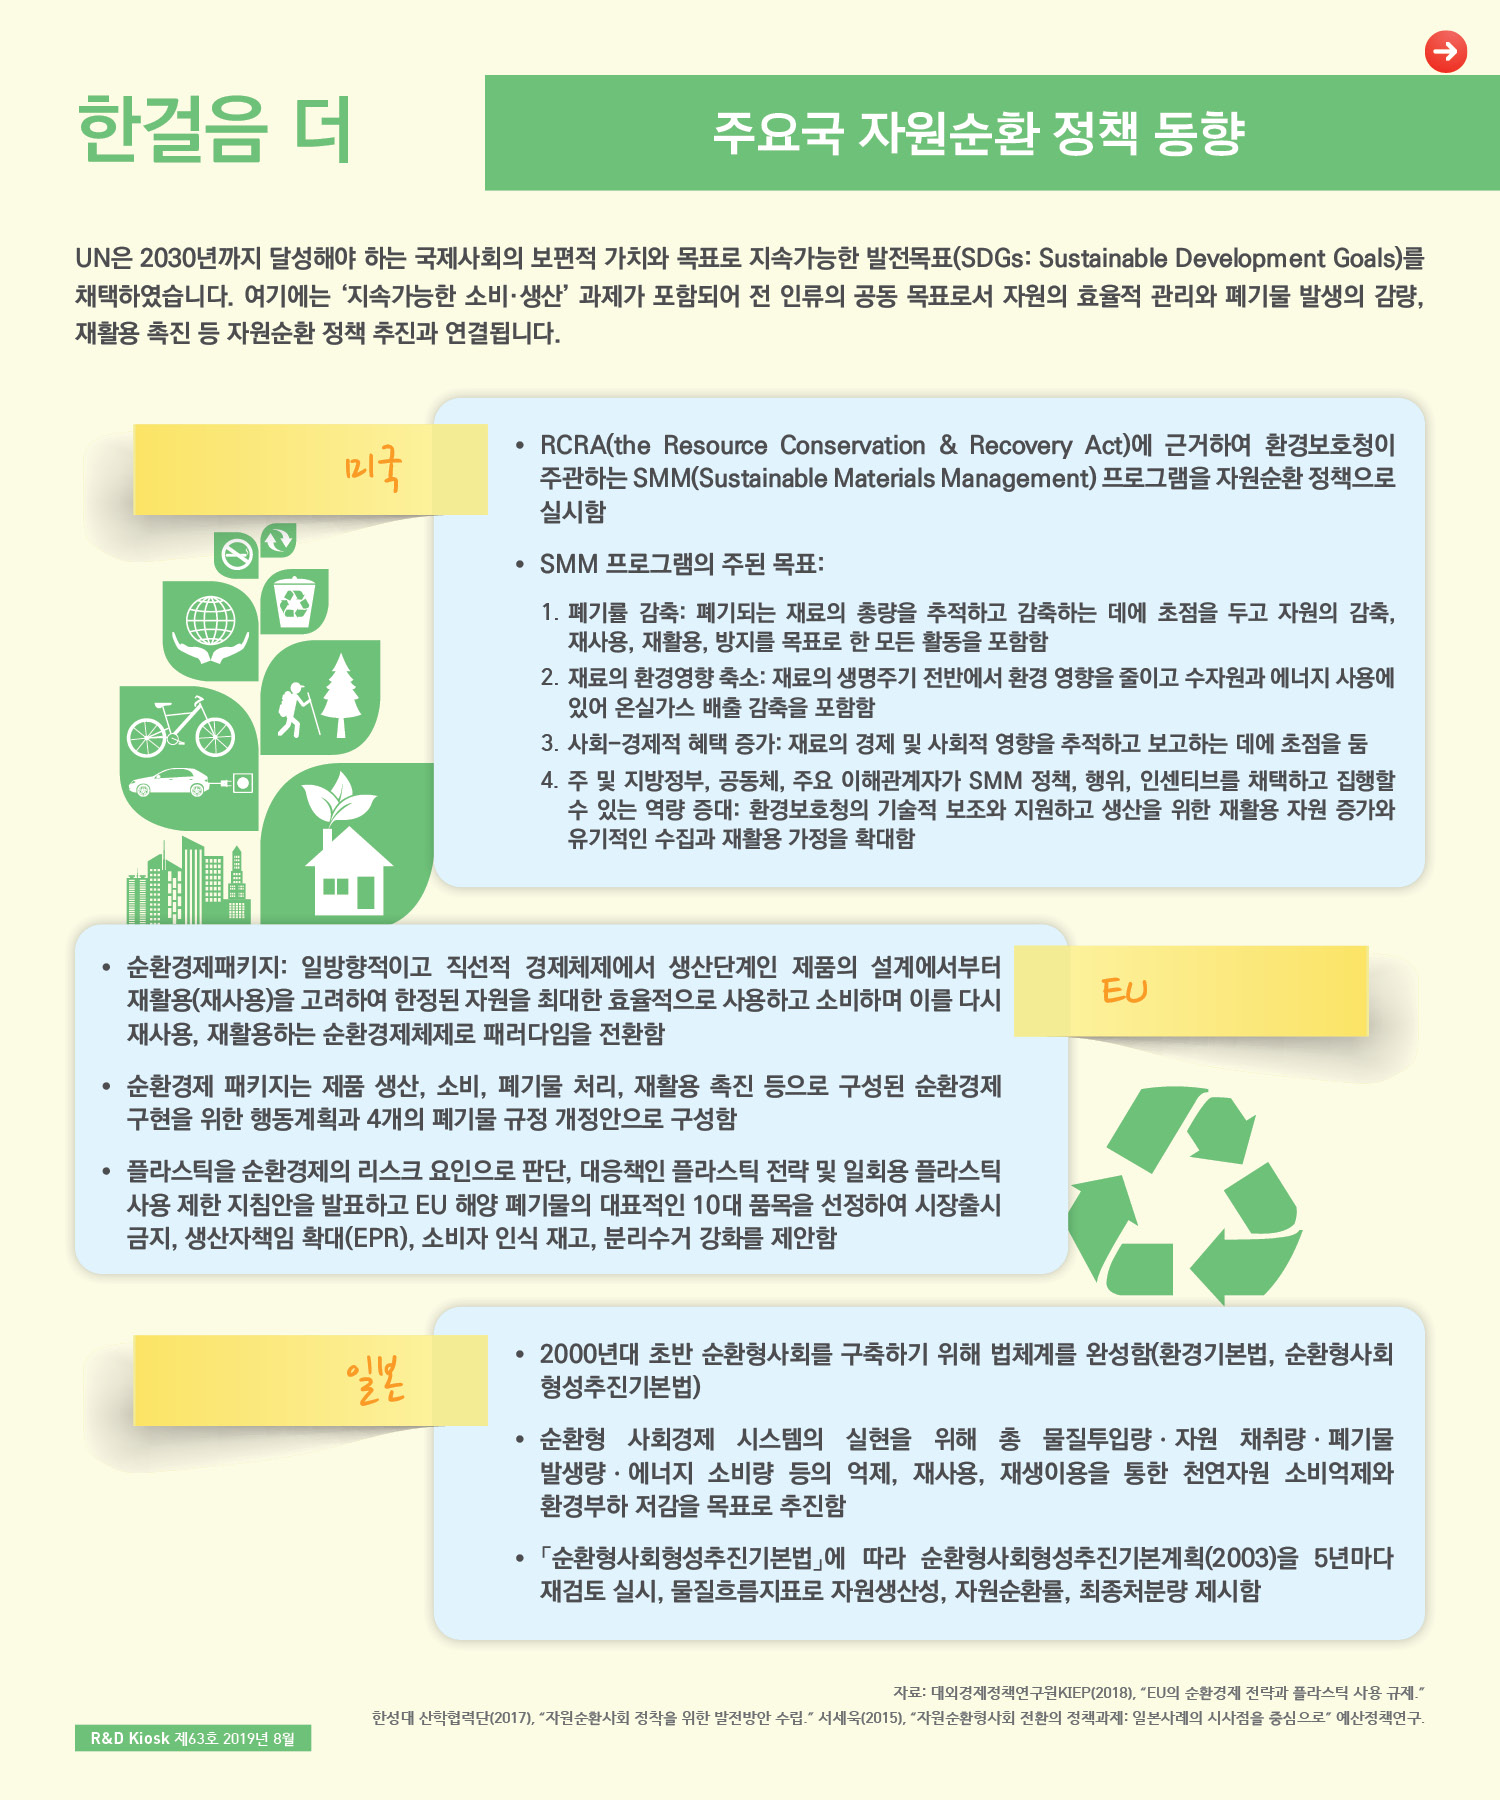 한걸음 더
주요국 자원순환 정책 동향
UN은 2030년까지 달성해야 하는 국제사회의 보편적 가치와 목표로 지속가능한 발전목표(SDGs: Sustainable Development Goals)를
채택하였습니다. 여기에는 ‘지속가능한 소비·생산’ 과제가 포함되어 전 인류의 공동 목표로서 자원의 효율적 관리와 폐기물 발생의 감량,
재활용 촉진 등 자원순환 정책 추진과 연결됩니다.
미국
• RCRA(the Resource Conservation & Recovery Act)에 근거하여 환경보호청이
주관하는 SMM(Sustainable Materials Management) 프로그램을 자원순환 정책으로
실시함
• SMM 프로그램의 주된 목표:
1. 폐기률 감축: 폐기되는 재료의 총량을 추적하고 감축하는 데에 초점을 두고 자원의 감축,
재사용, 재활용, 방지를 목표로 한 모든 활동을 포함함
2. 재료의 환경영향 축소: 재료의 생명주기 전반에서 환경 영향을 줄이고 수자원과 에너지 사용에
있어 온실가스 배출 감축을 포함함
3. 사회-경제적 혜택 증가: 재료의 경제 및 사회적 영향을 추적하고 보고하는 데에 초점을 둠
4. 주 및 지방정부, 공동체, 주요 이해관계자가 SMM 정책, 행위, 인센티브를 채택하고 집행할
수 있는 역량 증대: 환경보호청의 기술적 보조와 지원하고 생산을 위한 재활용 자원 증가와
유기적인 수집과 재활용 가정을 확대함
EU
• 순환경제패키지: 일방향적이고 직선적 경제체제에서 생산단계인 제품의 설계에서부터
재활용(재사용)을 고려하여 한정된 자원을 최대한 효율적으로 사용하고 소비하며 이를 다시
재사용, 재활용하는 순환경제체제로 패러다임을 전환함
• 순환경제 패키지는 제품 생산, 소비, 폐기물 처리, 재활용 촉진 등으로 구성된 순환경제
구현을 위한 행동계획과 4개의 폐기물 규정 개정안으로 구성함
• 플라스틱을 순환경제의 리스크 요인으로 판단, 대응책인 플라스틱 전략 및 일회용 플라스틱
사용 제한 지침안을 발표하고 EU 해양 폐기물의 대표적인 10대 품목을 선정하여 시장출시
금지, 생산자책임 확대(EPR), 소비자 인식 재고, 분리수거 강화를 제안함
일본
• 2000년대 초반 순환형사회를 구축하기 위해 법체계를 완성함(환경기본법, 순환형사회
형성추진기본법)
• 순환형 사회경제 시스템의 실현을 위해 총 물질투입량·자원 채취량·폐기물
발생량·에너지 소비량 등의 억제, 재사용, 재생이용을 통한 천연자원 소비억제와
환경부하 저감을 목표로 추진함
• 「순환형사회형성추진기본법」에 따라 순환형사회형성추진기본계획(2003)을 5년마다
재검토 실시, 물질흐름지표로 자원생산성, 자원순환률, 최종처분량 제시함
자료: 대외경제정책연구원KIEP(2018), “EU의 순환경제 전략과 플라스틱 사용 규제.”
한성대 산학협력단(2017), “자원순환사회 정착을 위한 발전방안 수립.” 서세욱(2015), “자원순환형사회 전환의 정책과제: 일본사례의 시사점을 중심으로” 예산정책연구.
R&D Kiosk 제63호 2019년 8월